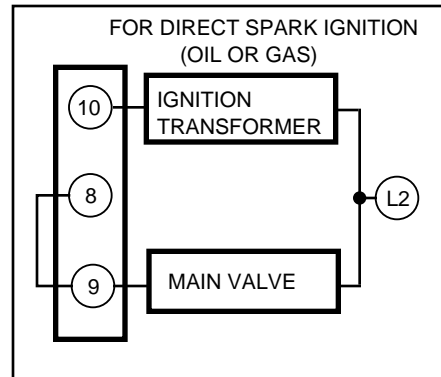 FOR DIRECT SPARK IGNITION
(OIL OR GAS)
10
IGNITION
TRANSFORMER
8
L2
9
MAIN VALVE